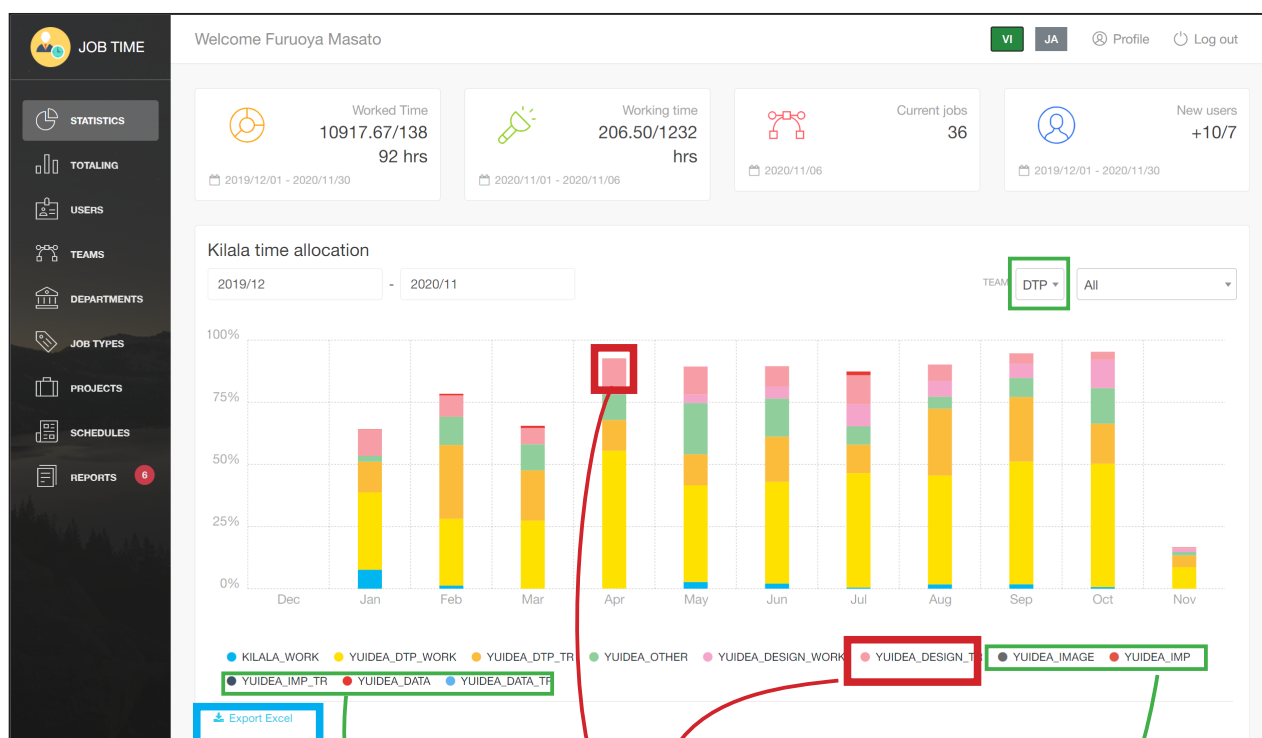 JOB TIME
Welcome Furuoya Masato
VI
JA
Profile
Log out
STATISTICS
TOTALING
USERS
TEAMS
DEPARTMENTS
JOB TYPES
PROJECTS
SCHEDULES
REPORTS
6
Worked Time
10917.67/138
92 hrs
2019/12/01 - 2020/11/30
Working time
206.50/1232
hrs
2020/11/01 - 2020/11/06
Current jobs
36
2020/11/06
New users
+10/7
2019/12/01 - 2020/11/30
Kilala time allocation
2019/12 - 2020/11
TEAM DTP All
100%
75%
50%
25%
0%
Dec Jan Feb Mar Apr May Jun Jul Aug Sep Oct Nov
KILALA_WORK YUIDEA_DTP_WORK YUIDEA_DTP_TR YUIDEA_OTHER YUIDEA_DESIGN_WORK YUIDEA_DESIGN_TR YUIDEA_IMAGE YUIDEA_IMP
YUIDEA_IMP_TR YUIDEA_DATA YUIDEA_DATA_TR
Export Excel